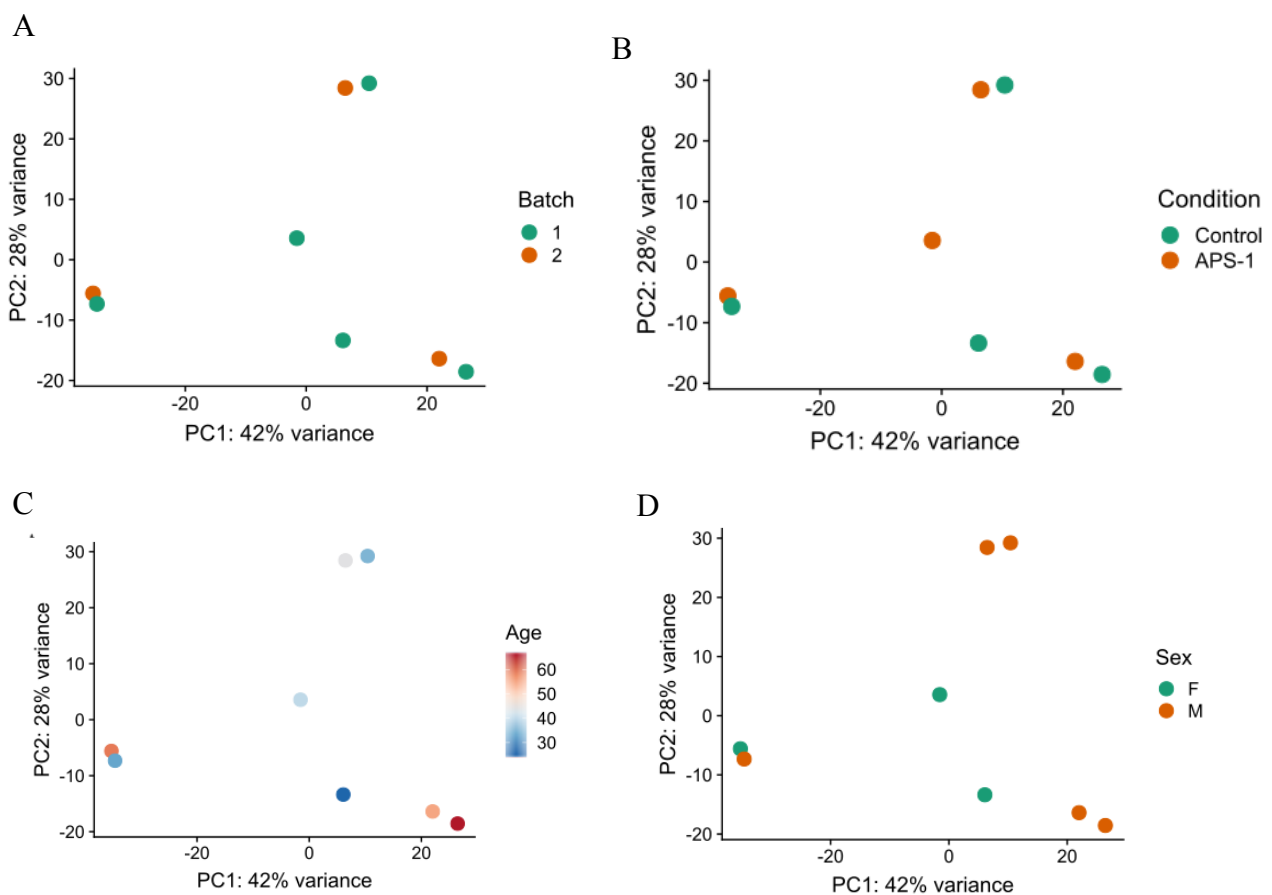 A
30
20
10
0
-10
-20
-20 0 20
PC2: 28% variance
PC1: 42% variance
Batch
1
2
B
30
20
10
0
-10
-20
-20 0 20
PC2: 28% variance
PC1: 42% variance
Condition
Control
APS-1
C
30
20
10
0
-10
-20
-20 0 20
PC2: 28% variance
PC1: 42% variance
Age
60
50
40
30
D
30
20
10
0
-10
-20
-20 0 20
PC2: 28% variance
PC1: 42% variance
Sex
F
M